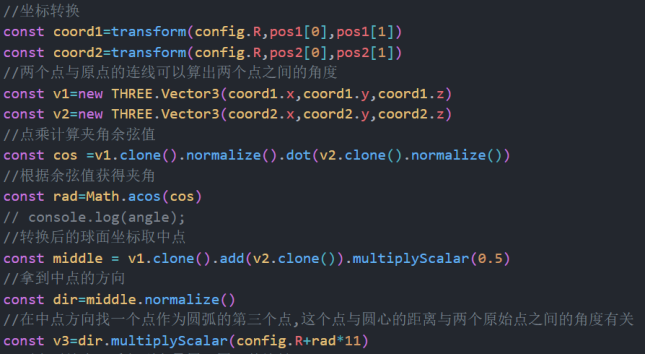 //坐标转换
const coord1=transform(config.R,pos1[0],pos1[1])
const coord2=transform(config.R,pos2[0],pos2[1])
//两个点与原点的连线可以算出两个点之间的角度
const v1=new THREE.Vector3(coord1.x,coord1.y,coord1.z)
const v2=new THREE.Vector3(coord2.x,coord2.y,coord2.z)
//点乘计算夹角余弦值
const cos =v1.clone().normalize().dot(v2.clone().normalize())
//根据余弦值获得夹角
const rad=Math.acos(cos)
// console.log(angle);
//转换后的球面坐标取中点
const middle = v1.clone().add(v2.clone()).multiplyScalar(0.5)
//拿到中点的方向
const dir=middle.normalize()
//在中点方向找一个点作为圆弧的第三个点,这个点与圆心的距离与两个原始点之间的角度有关
const v3=dir.multiplyScalar(config.R+rad*11)